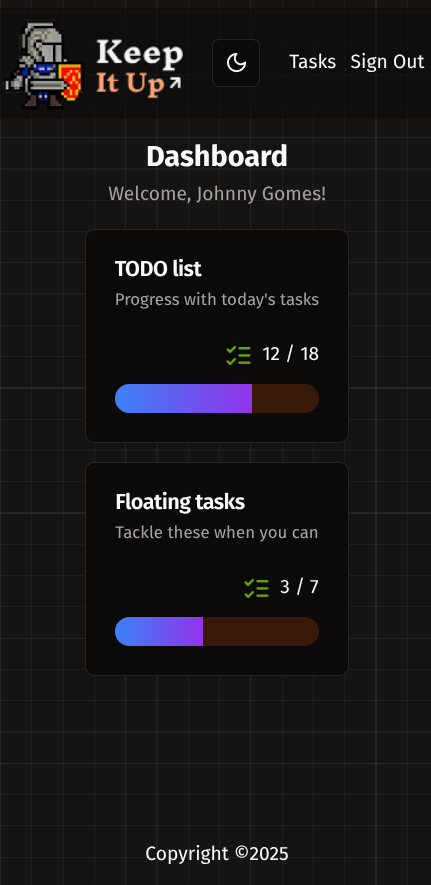 Keep
It Up
Tasks Sign Out
Dashboard
Welcome, Johnny Gomes!
TODO list
Progress with today's tasks
12 / 18
Floating tasks
Tackle these when you can
3 / 7
Copyright ©2025